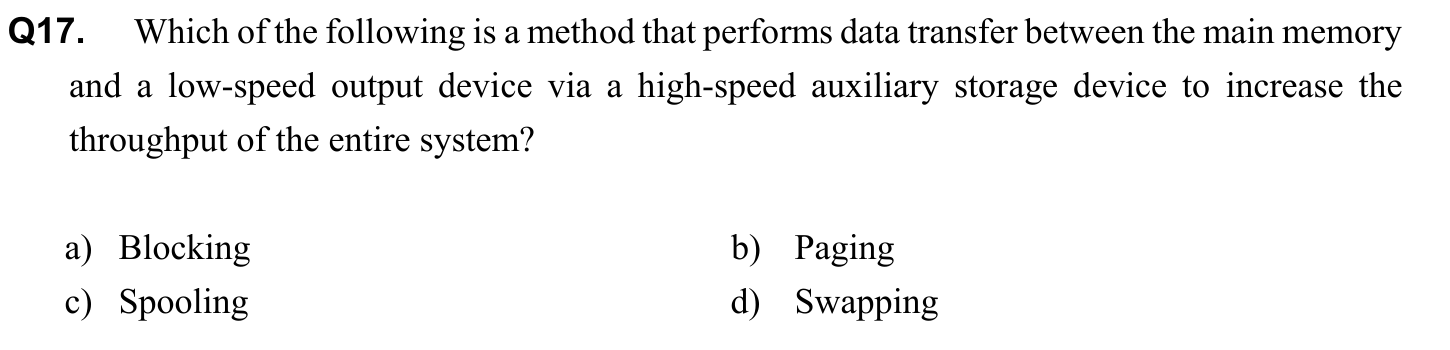 Q17. Which of the following is a method that performs data transfer between the main memory
and a low-speed output device via a high-speed auxiliary storage device to increase the
throughput of the entire system?
a) Blocking b) Paging
c) Spooling d) Swapping